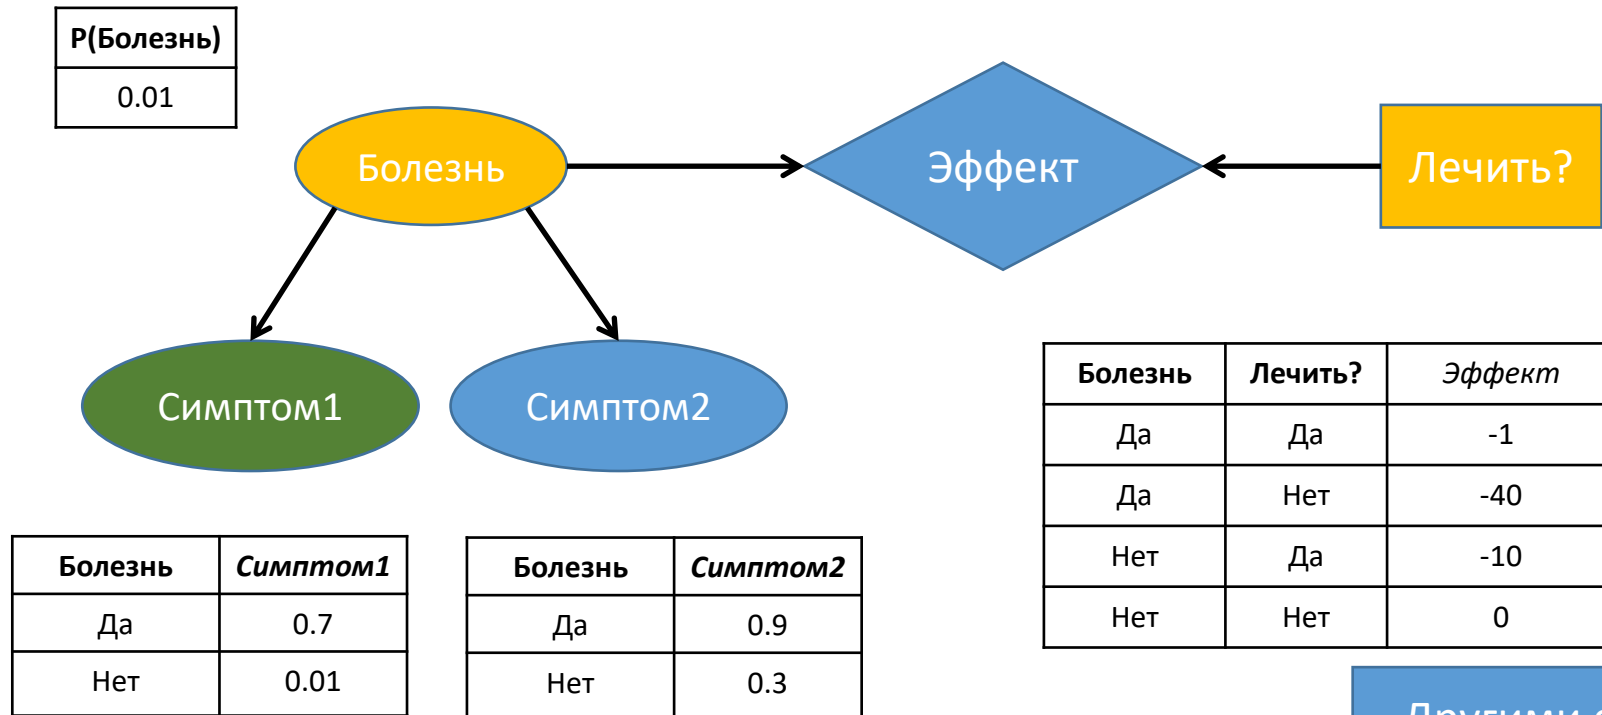 P(Болезнь)
0.01
Болезнь
Эффект
Лечить?
Симптом1
Симптом2
Болезнь Лечить? Эффект
Да Да -1
Да Нет -40
Нет Да -10
Нет Нет 0
Болезнь Симптом1
Да 0.7
Нет 0.01
Болезнь Симптом2
Да 0.9
Нет 0.3